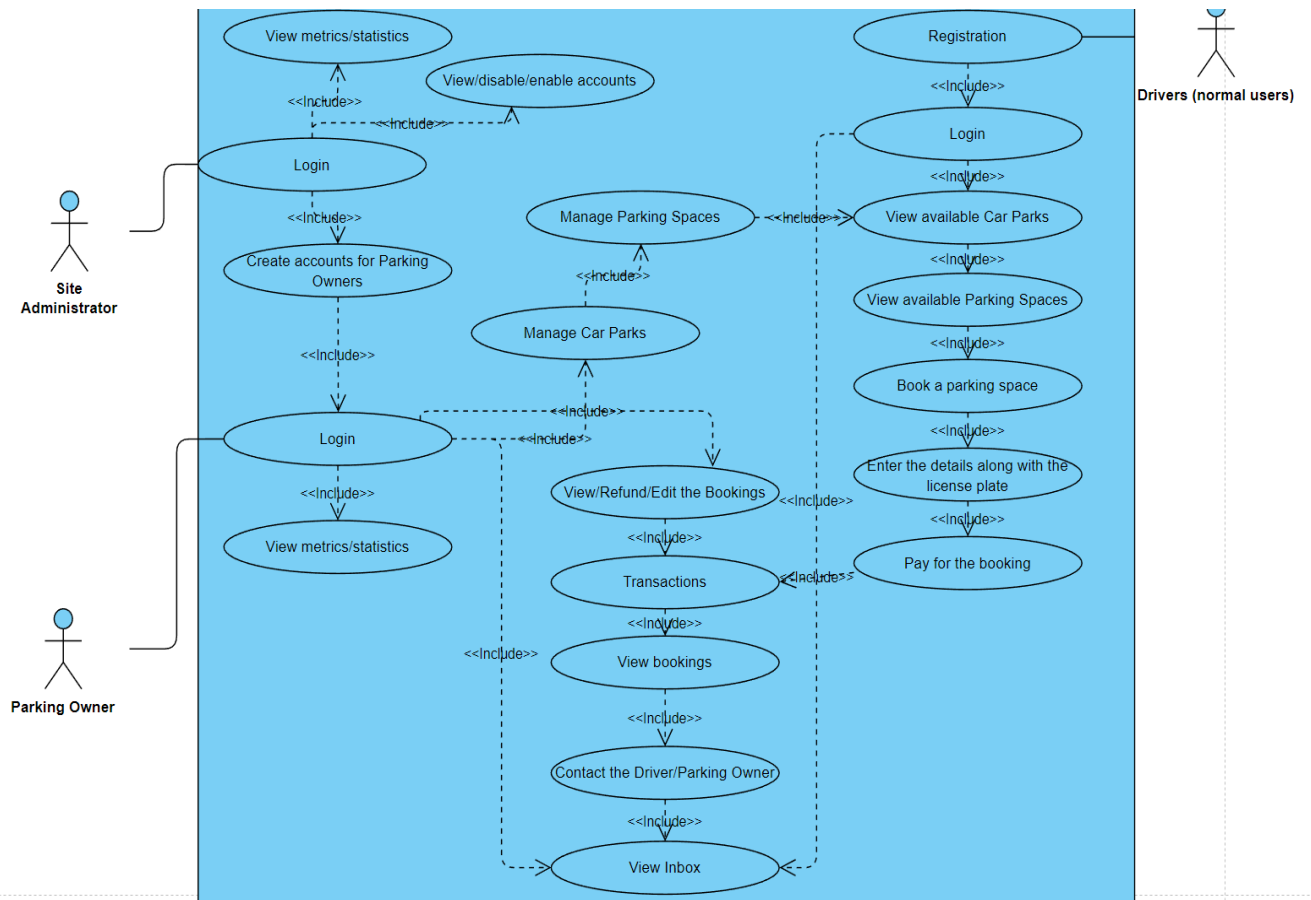 View metrics/statistics
Registration
View/disable/enable accounts
<<Include>>
<<Include>>
Drivers (normal users)
<<Include>>
Login
Login
<<Include>>
<<Include>>
Manage Parking Spaces
<<Include>>
View available Car Parks
Create accounts for Parking
Owners
<<Include>>
<<Include>>
Site
Administrator
View available Parking Spaces
Manage Car Parks
<<Include>>
<<Include>>
Book a parking space
<<Include>>
<<Include>>
Login
<<Include>>
Enter the details along with the
license plate
<<Include>>
View/Refund/Edit the Bookings
<<Include>>
<<Include>>
<<Include>>
View metrics/statistics
Pay for the booking
Transactions
<<Include>>
<<Include>>
<<Include>>
View bookings
Parking Owner
<<Include>>
Contact the Driver/Parking Owner
<<Include>>
View Inbox